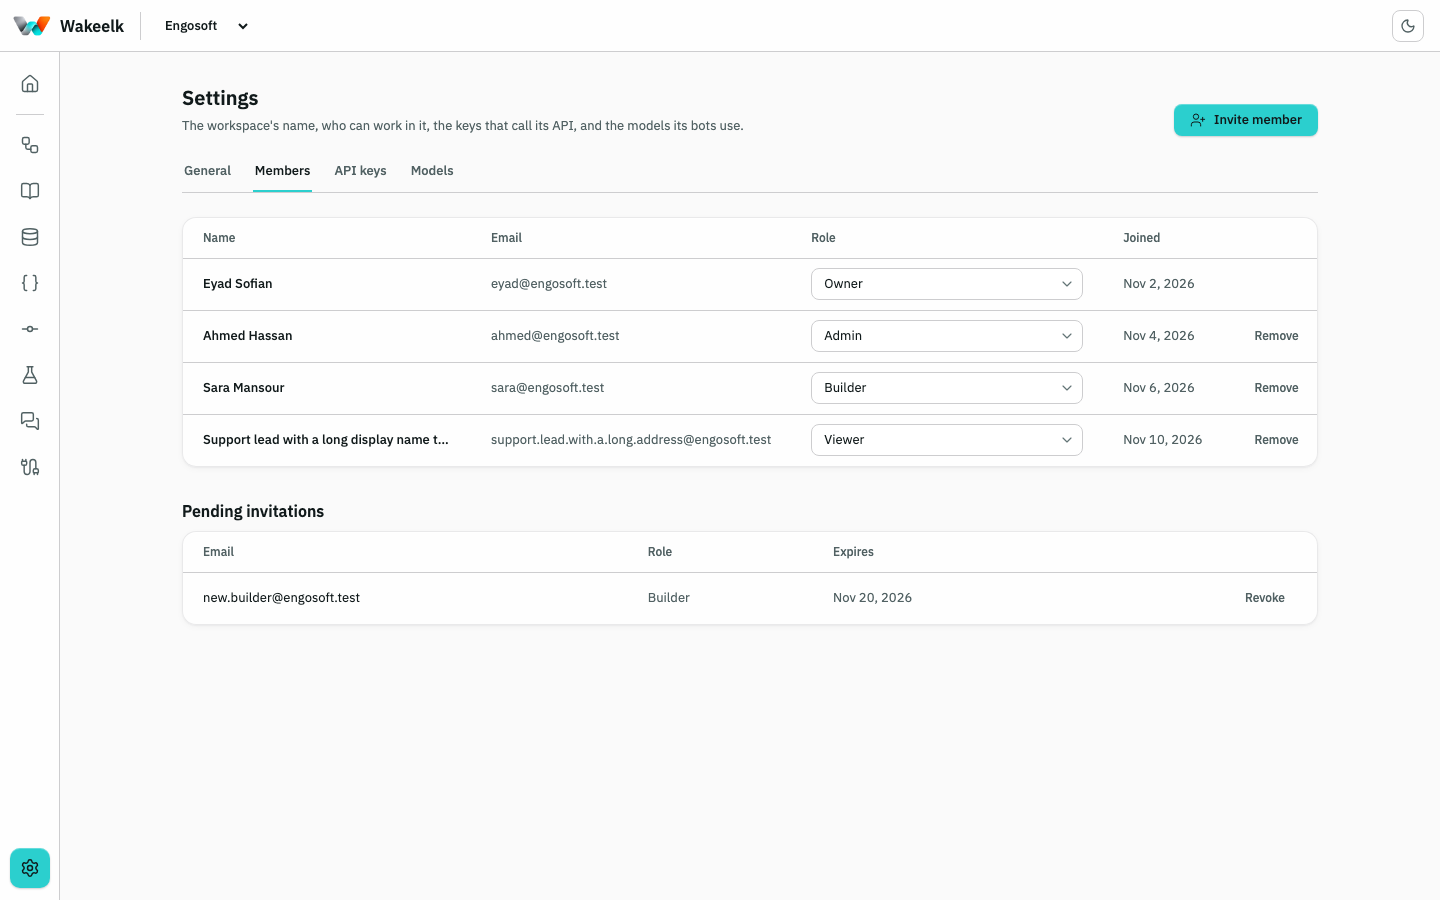 Wakeelk
Engosoft
Settings
The workspace's name, who can work in it, the keys that call its API, and the models its bots use.
Invite member
General Members API keys Models
Name Email Role Joined
Eyad Sofian eyad@engosoft.test Owner Nov 2, 2026
Ahmed Hassan ahmed@engosoft.test Admin Nov 4, 2026 Remove
Sara Mansour sara@engosoft.test Builder Nov 6, 2026 Remove
Support lead with a long display name t... support.lead.with.a.long.address@engosoft.test Viewer Nov 10, 2026 Remove
Pending invitations
Email Role Expires
new.builder@engosoft.test Builder Nov 20, 2026 Revoke